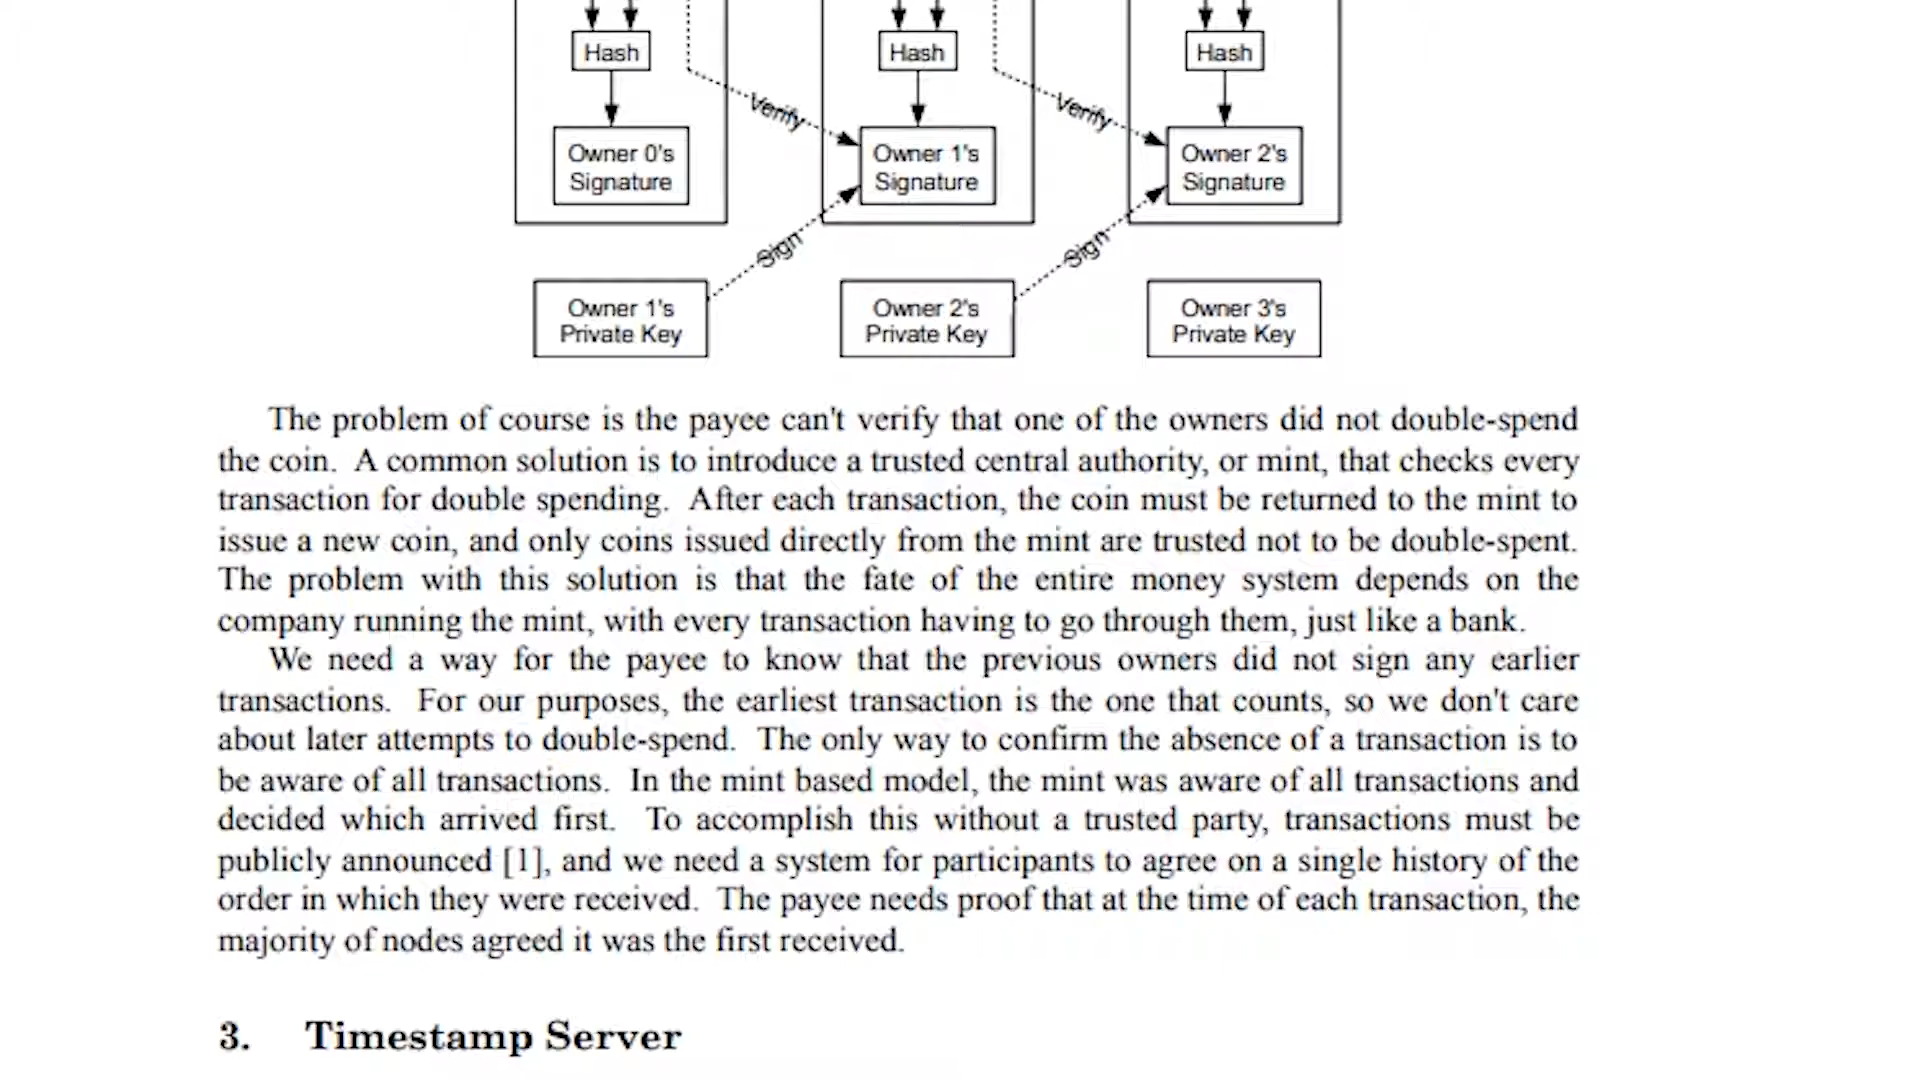 Hash
Hash
Hash
Verify
Verify
Owner 0's
Signature
Owner 1's
Signature
Owner 2's
Signature
Sign
Sign
Owner 1's
Private Key
Owner 2's
Private Key
Owner 3's
Private Key
The problem of course is the payee can't verify that one of the owners did not double-spend
the coin. A common solution is to introduce a trusted central authority, or mint, that checks every
transaction for double spending. After each transaction, the coin must be returned to the mint to
issue a new coin, and only coins issued directly from the mint are trusted not to be double-spent.
The problem with this solution is that the fate of the entire money system depends on the
company running the mint, with every transaction having to go through them, just like a bank.
We need a way for the payee to know that the previous owners did not sign any earlier
transactions. For our purposes, the earliest transaction is the one that counts, so we don't care
about later attempts to double-spend. The only way to confirm the absence of a transaction is to
be aware of all transactions. In the mint based model, the mint was aware of all transactions and
decided which arrived first. To accomplish this without a trusted party, transactions must be
publicly announced [1], and we need a system for participants to agree on a single history of the
order in which they were received. The payee needs proof that at the time of each transaction, the
majority of nodes agreed it was the first received.
3. Timestamp Server